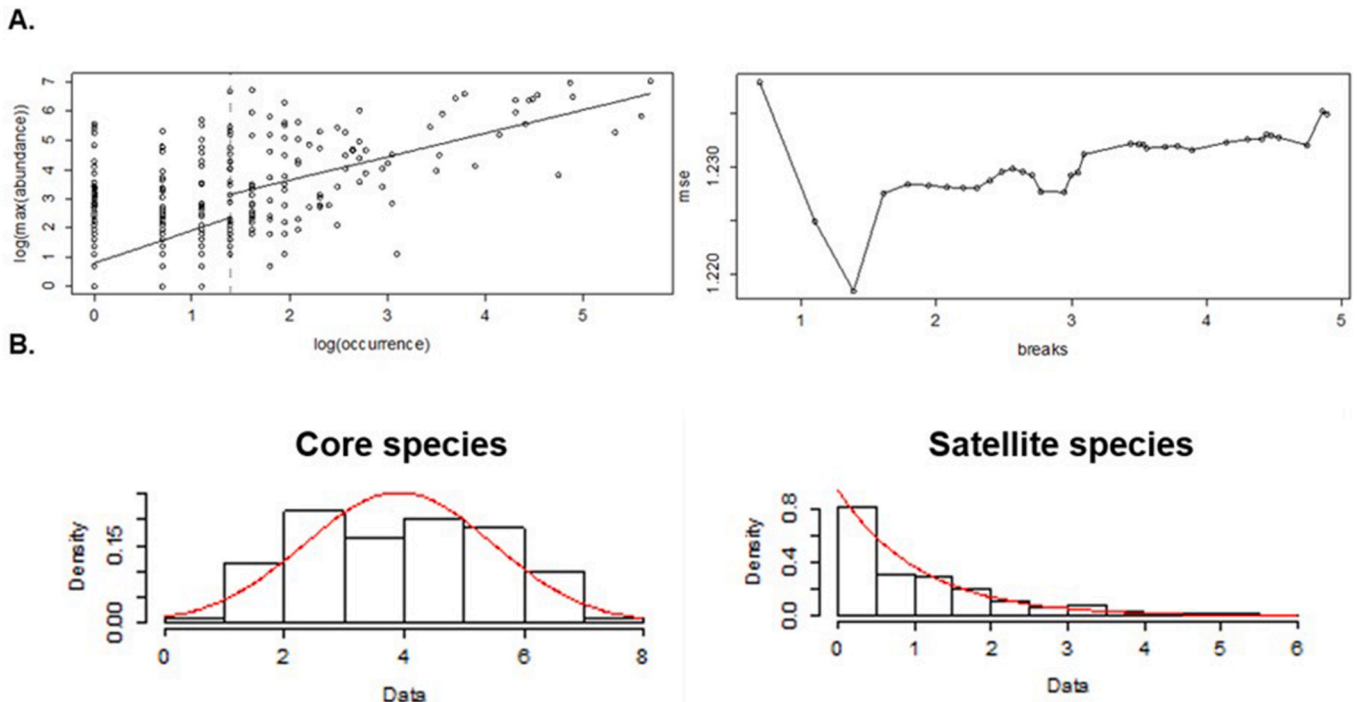 A.
log(max(abundance))
7
6
5
4
3
2
1
0
0 1 2 3 4 5
log(occurrence)
mse
1.230
1.220
1 2 3 4 5
breaks
B.
Core species
Density
0.15
0.00
0 2 4 6 8
Data
Satellite species
Density
0.8
0.4
0.0
0 1 2 3 4 5 6
Data